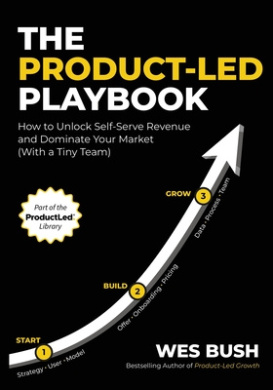 THE
PRODUCT-LED
PLAYBOOK
How to Unlock Self-Serve Revenue
and Dominate Your Market
(With a Tiny Team)
GROW 3
Data • Process • Team
Part of the
ProductLed®
Library
BUILD 2
Offer • Onboarding • Pricing
START 1
Strategy • User • Model
WES BUSH
Bestselling Author of Product-Led Growth